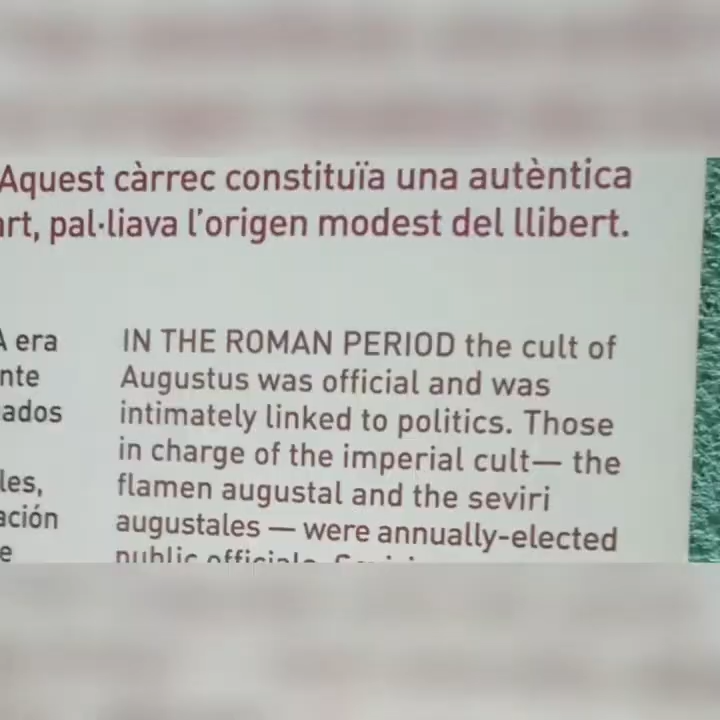 Aquest càrrec constituïa una autèntica
art, pal·liava l'origen modest del llibert.
A era
nte
ados
les,
ación
e
IN THE ROMAN PERIOD the cult of
Augustus was official and was
intimately linked to politics. Those
in charge of the imperial cult— the
flamen augustal and the seviri
augustales — were annually-elected
public